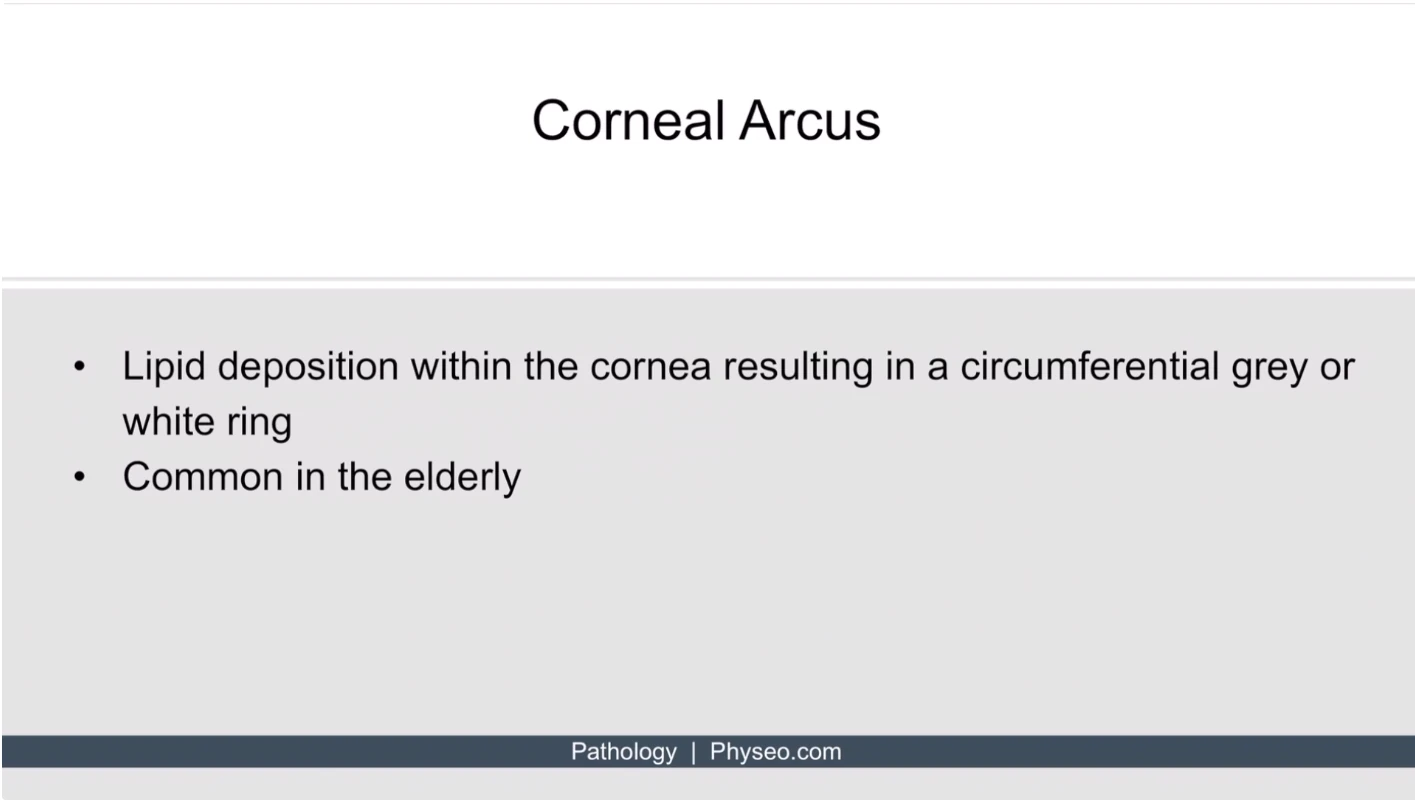 Corneal Arcus
• Lipid deposition within the cornea resulting in a circumferential grey or
white ring
• Common in the elderly
Pathology | Physeo.com